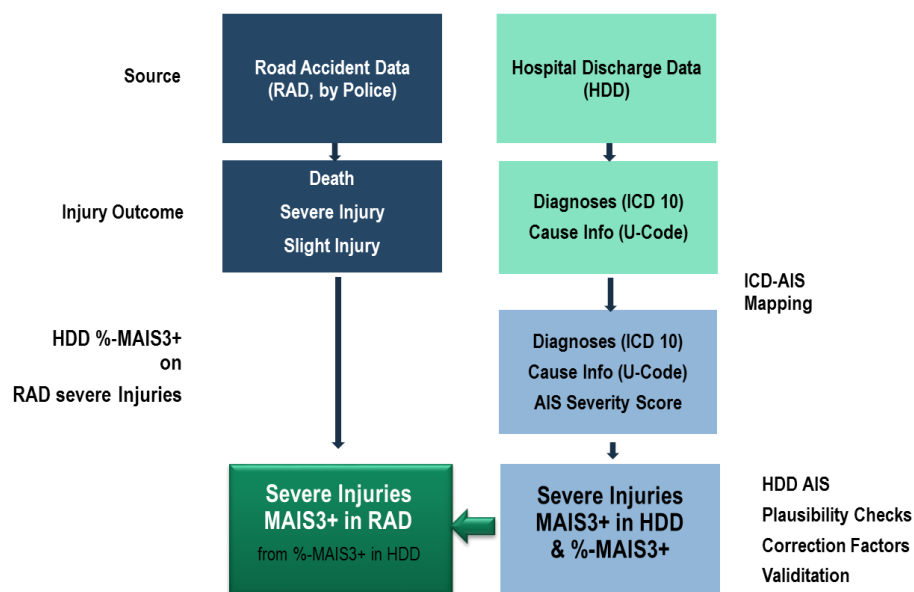 Source
Road Accident Data
(RAD, by Police)
Hospital Discharge Data
(HDD)
Injury Outcome
Death
Severe Injury
Slight Injury
Diagnoses (ICD 10)
Cause Info (U-Code)
ICD-AIS
Mapping
HDD %-MAIS3+
on
RAD severe Injuries
Diagnoses (ICD 10)
Cause Info (U-Code)
AIS Severity Score
Severe Injuries
MAIS3+ in RAD
from %-MAIS3+ in HDD
Severe Injuries
MAIS3+ in HDD
& %-MAIS3+
HDD AIS
Plausibility Checks
Correction Factors
Validitation